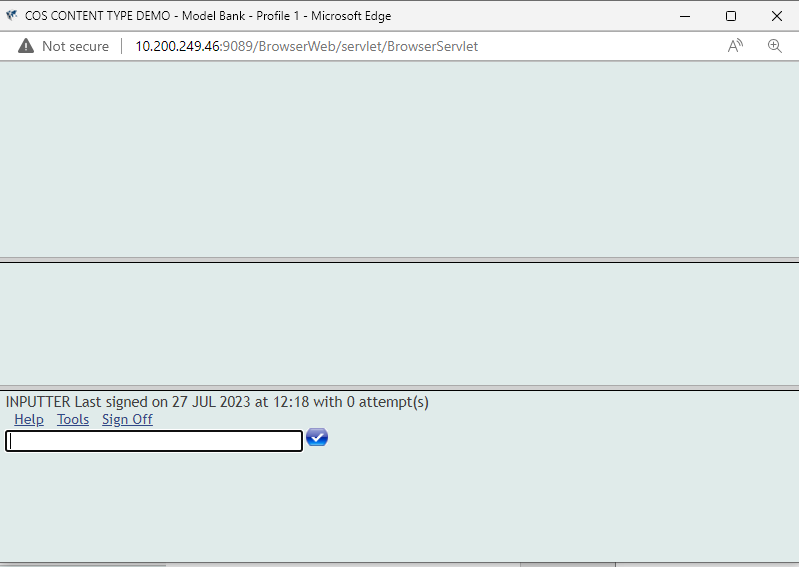 COS CONTENT TYPE DEMO - Model Bank - Profile 1 - Microsoft Edge
Not secure 10.200.249.46:9089/BrowserWeb/servlet/BrowserServlet A
INPUTTER Last signed on 27 JUL 2023 at 12:18 with 0 attempt(s)
Help Tools Sign Off